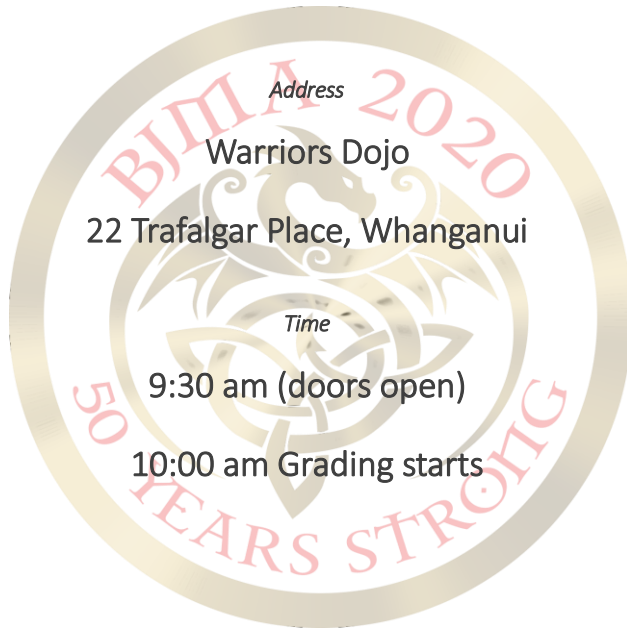 BJMA 2020
Address
Warriors Dojo
22 Trafalgar Place, Whanganui
Time
9:30 am (doors open)
10:00 am Grading starts
50 YEARS STRONG